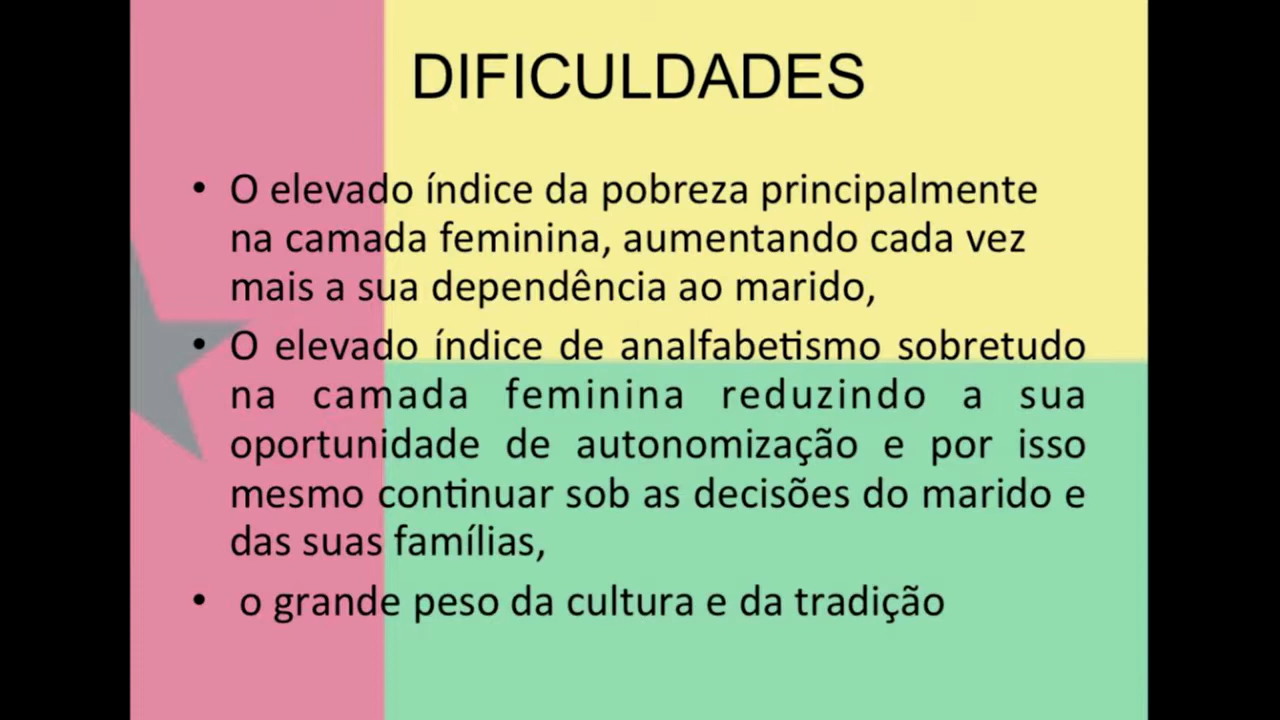 DIFICULDADES
• O elevado índice da pobreza principalmente
na camada feminina, aumentando cada vez
mais a sua dependência ao marido,
• O elevado índice de analfabetismo sobretudo
na camada feminina reduzindo a sua
oportunidade de autonomização e por isso
mesmo continuar sob as decisões do marido e
das suas famílias,
• o grande peso da cultura e da tradição